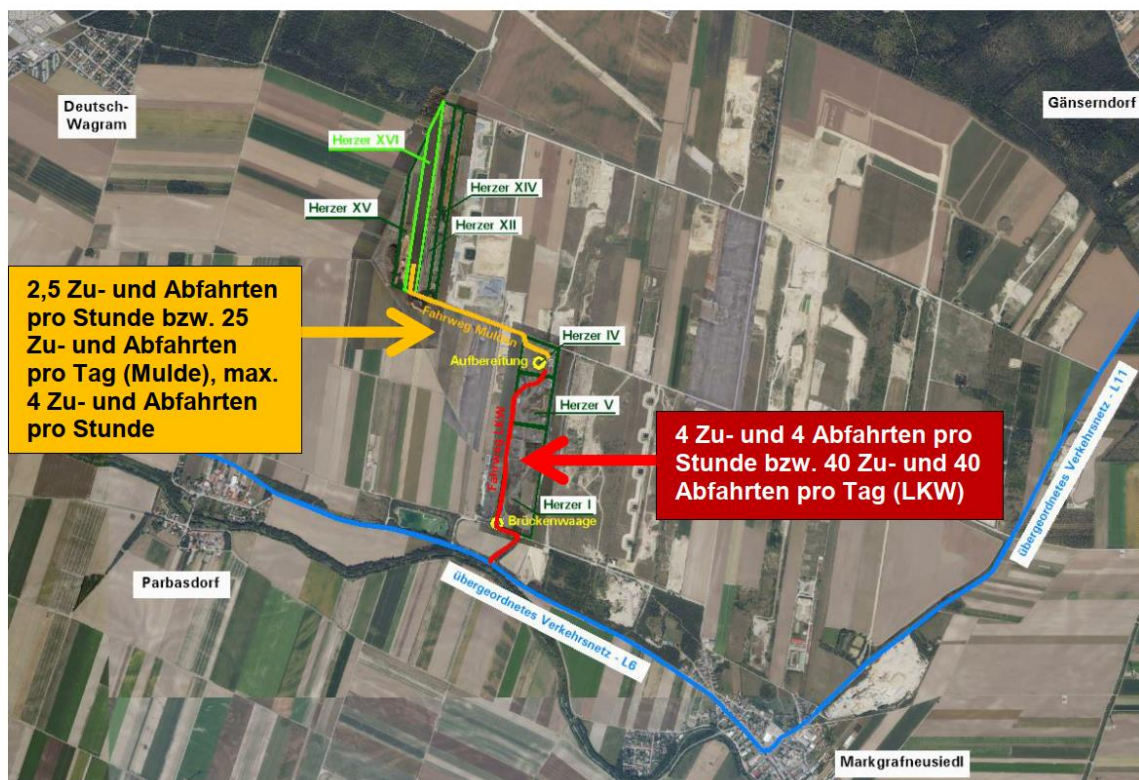 Deutsch-
Wagram
Gänserndorf
Herzer XVI
Herzer XIV
Herzer XV
Herzer XII
2,5 Zu- und Abfahrten
pro Stunde bzw. 25
Zu- und Abfahrten
pro Tag (Mulde), max.
4 Zu- und Abfahrten
pro Stunde
Fahrweg Mulden
Herzer IV
Aufbereitung
Herzer V
Fahrweg LKW
4 Zu- und 4 Abfahrten pro
Stunde bzw. 40 Zu- und 40
Abfahrten pro Tag (LKW)
Herzer I
Brückenwaage
übergeordnetes Verkehrsnetz - L11
Parbasdorf
übergeordnetes Verkehrsnetz - L6
Markgrafneusiedl